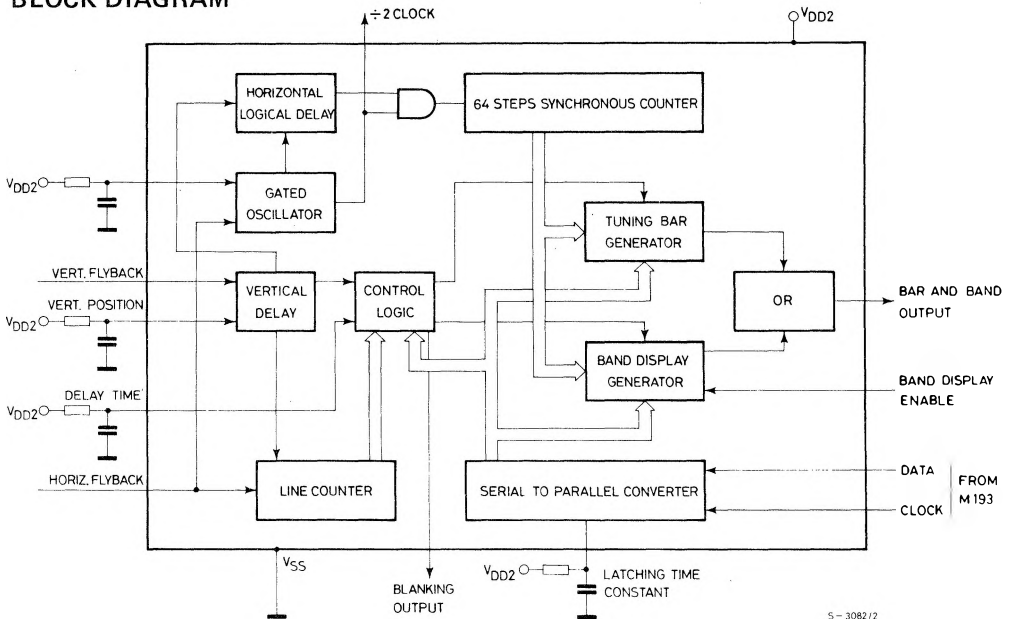 BLOCK DIAGRAM
÷2 CLOCK
VDD2
HORIZONTAL
LOGICAL DELAY
64 STEPS SYNCHRONOUS COUNTER
VDD2
GATED
OSCILLATOR
TUNING BAR
GENERATOR
VERT. FLYBACK
VERTICAL
DELAY
CONTROL
LOGIC
OR
BAR AND BAND
OUTPUT
VERT. POSITION
VDD2
BAND DISPLAY
GENERATOR
BAND DISPLAY
ENABLE
DELAY TIME
VDD2
HORIZ. FLYBACK
LINE COUNTER
SERIAL TO PARALLEL CONVERTER
DATA
CLOCK
FROM
M193
VSS
BLANKING
OUTPUT
VDD2
LATCHING TIME
CONSTANT
S-3082/2